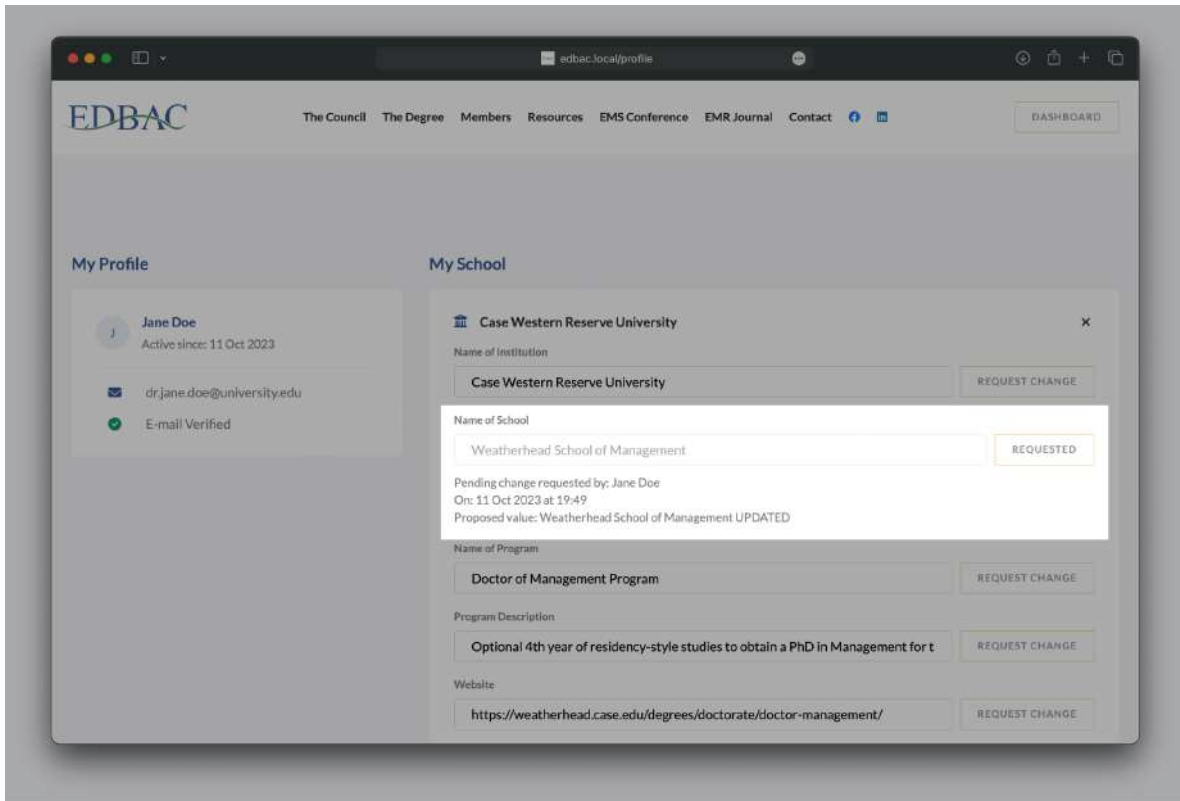 edbac.local/profile
EDBAC
The Council The Degree Members Resources EMS Conference EMR Journal Contact
DASHBOARD
My Profile
J
Jane Doe
Active since: 11 Oct 2023
dr.jane.doe@university.edu
E-mail Verified
My School
Case Western Reserve University
Name of Institution
Case Western Reserve University REQUEST CHANGE
Name of School
Weatherhead School of Management REQUESTED
Pending change requested by: Jane Doe
On: 11 Oct 2023 at 19:49
Proposed value: Weatherhead School of Management UPDATED
Name of Program
Doctor of Management Program REQUEST CHANGE
Program Description
Optional 4th year of residency-style studies to obtain a PhD in Management for t REQUEST CHANGE
Website
https://weatherhead.case.edu/degrees/doctorate/doctor-management/ REQUEST CHANGE